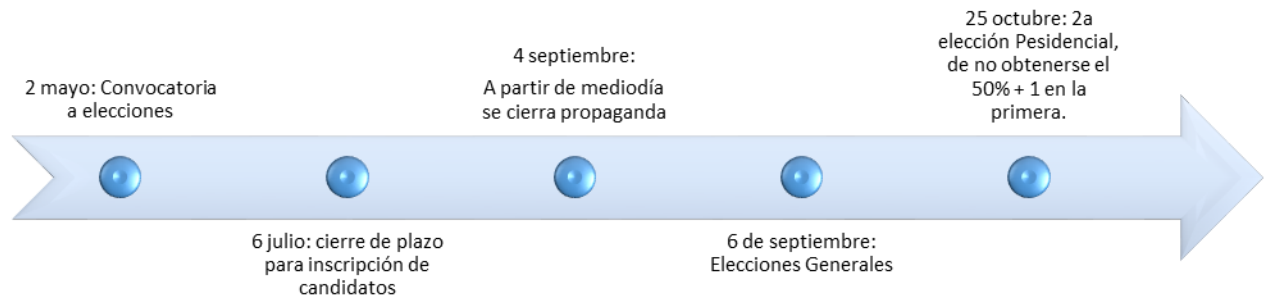 2 mayo: Convocatoria
a elecciones
6 julio: cierre de plazo
para inscripción de
candidatos
4 septiembre:
A partir de mediodía
se cierra propaganda
6 de septiembre:
Elecciones Generales
25 octubre: 2a
elección Pesidencial,
de no obtenerse el
50% + 1 en la
primera.